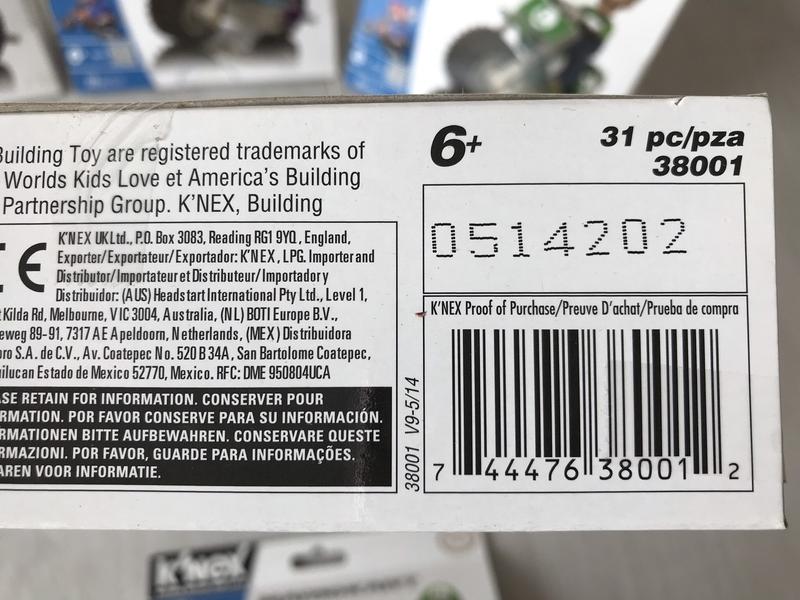 Building Toy are registered trademarks of
Worlds Kids Love et America's Building
Partnership Group. K'NEX, Building
CE
K'NEX UK Ltd., P.O. Box 3083, Reading RG1 9YQ, England,
Exporter/Exportateur/Exportador: K'NEX, LPG. Importer and
Distributor/Importateur et Distributeur/Importador y
Distribuidor: (AUS) Headstart International Pty Ltd., Level 1,
Kilda Rd, Melbourne, VIC 3004, Australia, (NL) BOTI Europe B.V.,
eweg 89-91, 7317 AE Apeldoorn, Netherlands, (MEX) Distribuidora
oro S.A. de C.V., Av. Coatepec No. 520 B 34A, San Bartolome Coatepec,
uilucan Estado de Mexico 52770, Mexico. RFC: DME 950804UCA
ASE RETAIN FOR INFORMATION. CONSERVER POUR
RMATION. POR FAVOR CONSERVE PARA SU INFORMACIÓN.
RMATIONEN BITTE AUFBEWAHREN. CONSERVARE QUESTE
RMAZIONI. POR FAVOR, GUARDE PARA INFORMAÇÕES.
AREN VOOR INFORMATIE.
38001 V9-5/14
6+
31 pc/pza
38001
0514202
K'NEX Proof of Purchase/Preuve D'achat/Prueba de compra
7 44476 38001 2
K'NEX